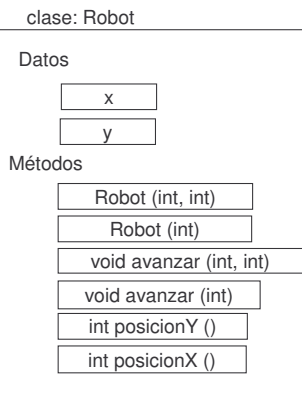 clase: Robot
Datos
x
y
Métodos
Robot (int, int)
Robot (int)
void avanzar (int, int)
void avanzar (int)
int posicionY ()
int posicionX ()